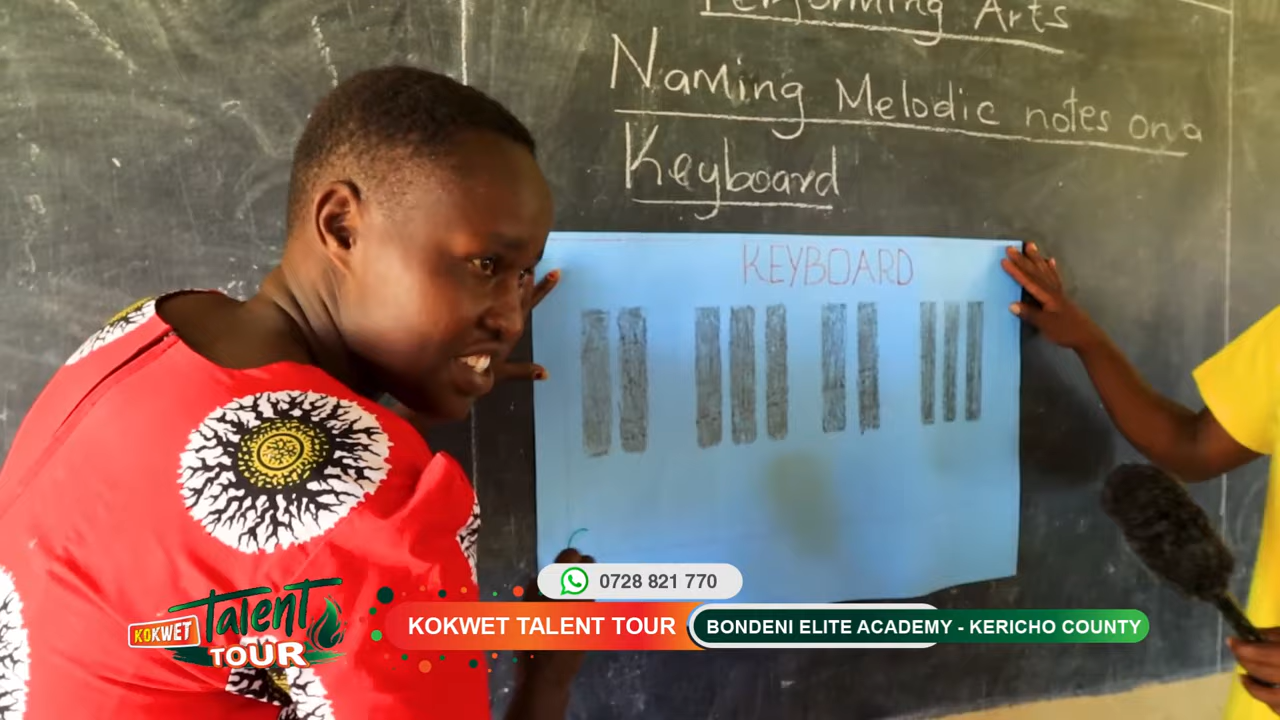 Performing Arts
Naming Melodic notes on a
Keyboard
KEYBOARD
0728 821 770
KOKWET Talent TOUR
KOKWET TALENT TOUR
BONDENI ELITE ACADEMY - KERICHO COUNTY